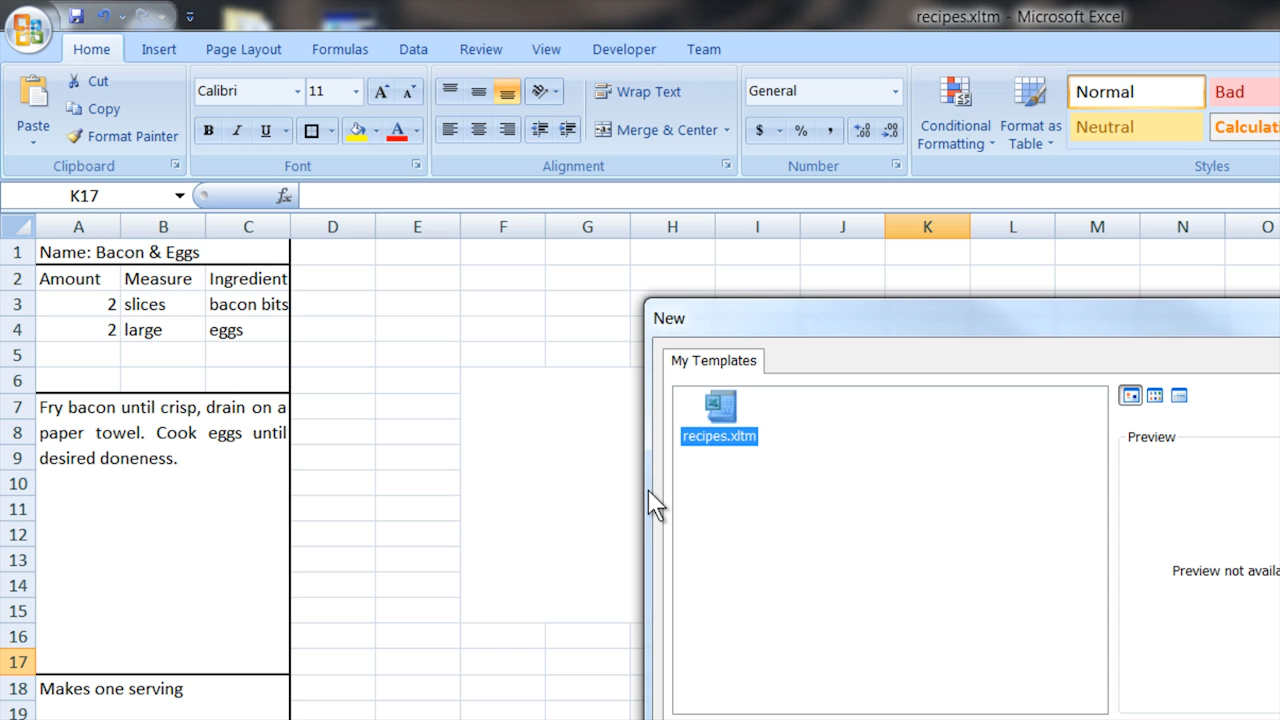 recipes.xltm - Microsoft Excel
Home Insert Page Layout Formulas Data Review View Developer Team
Paste
Cut
Copy
Format Painter
Clipboard
Calibri 11 A A
B I U A
Font
Wrap Text
Merge & Center
Alignment
General
$ % , .0 .00 .00 .0
Number
Conditional Formatting
Format as Table
Normal Bad
Neutral Calculati
Styles
K17 fx
A B C D E F G H I J K L M N O
1 Name: Bacon & Eggs
2 Amount Measure Ingredient
3 2 slices bacon bits
4 2 large eggs
5
6
7 Fry bacon until crisp, drain on a
8 paper towel. Cook eggs until
9 desired doneness.
10
11
12
13
14
15
16
17
18 Makes one serving
19
New
My Templates
recipes.xltm
Preview
Preview not availa